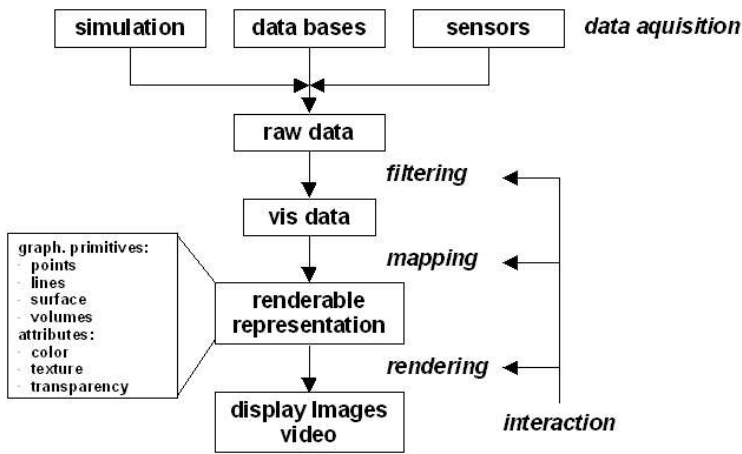 simulation
data bases
sensors
data aquisition
raw data
filtering
vis data
mapping
graph. primitives:
- points
- lines
- surface
- volumes
attributes:
- color
- texture
- transparency
renderable
representation
rendering
display Images
video
interaction